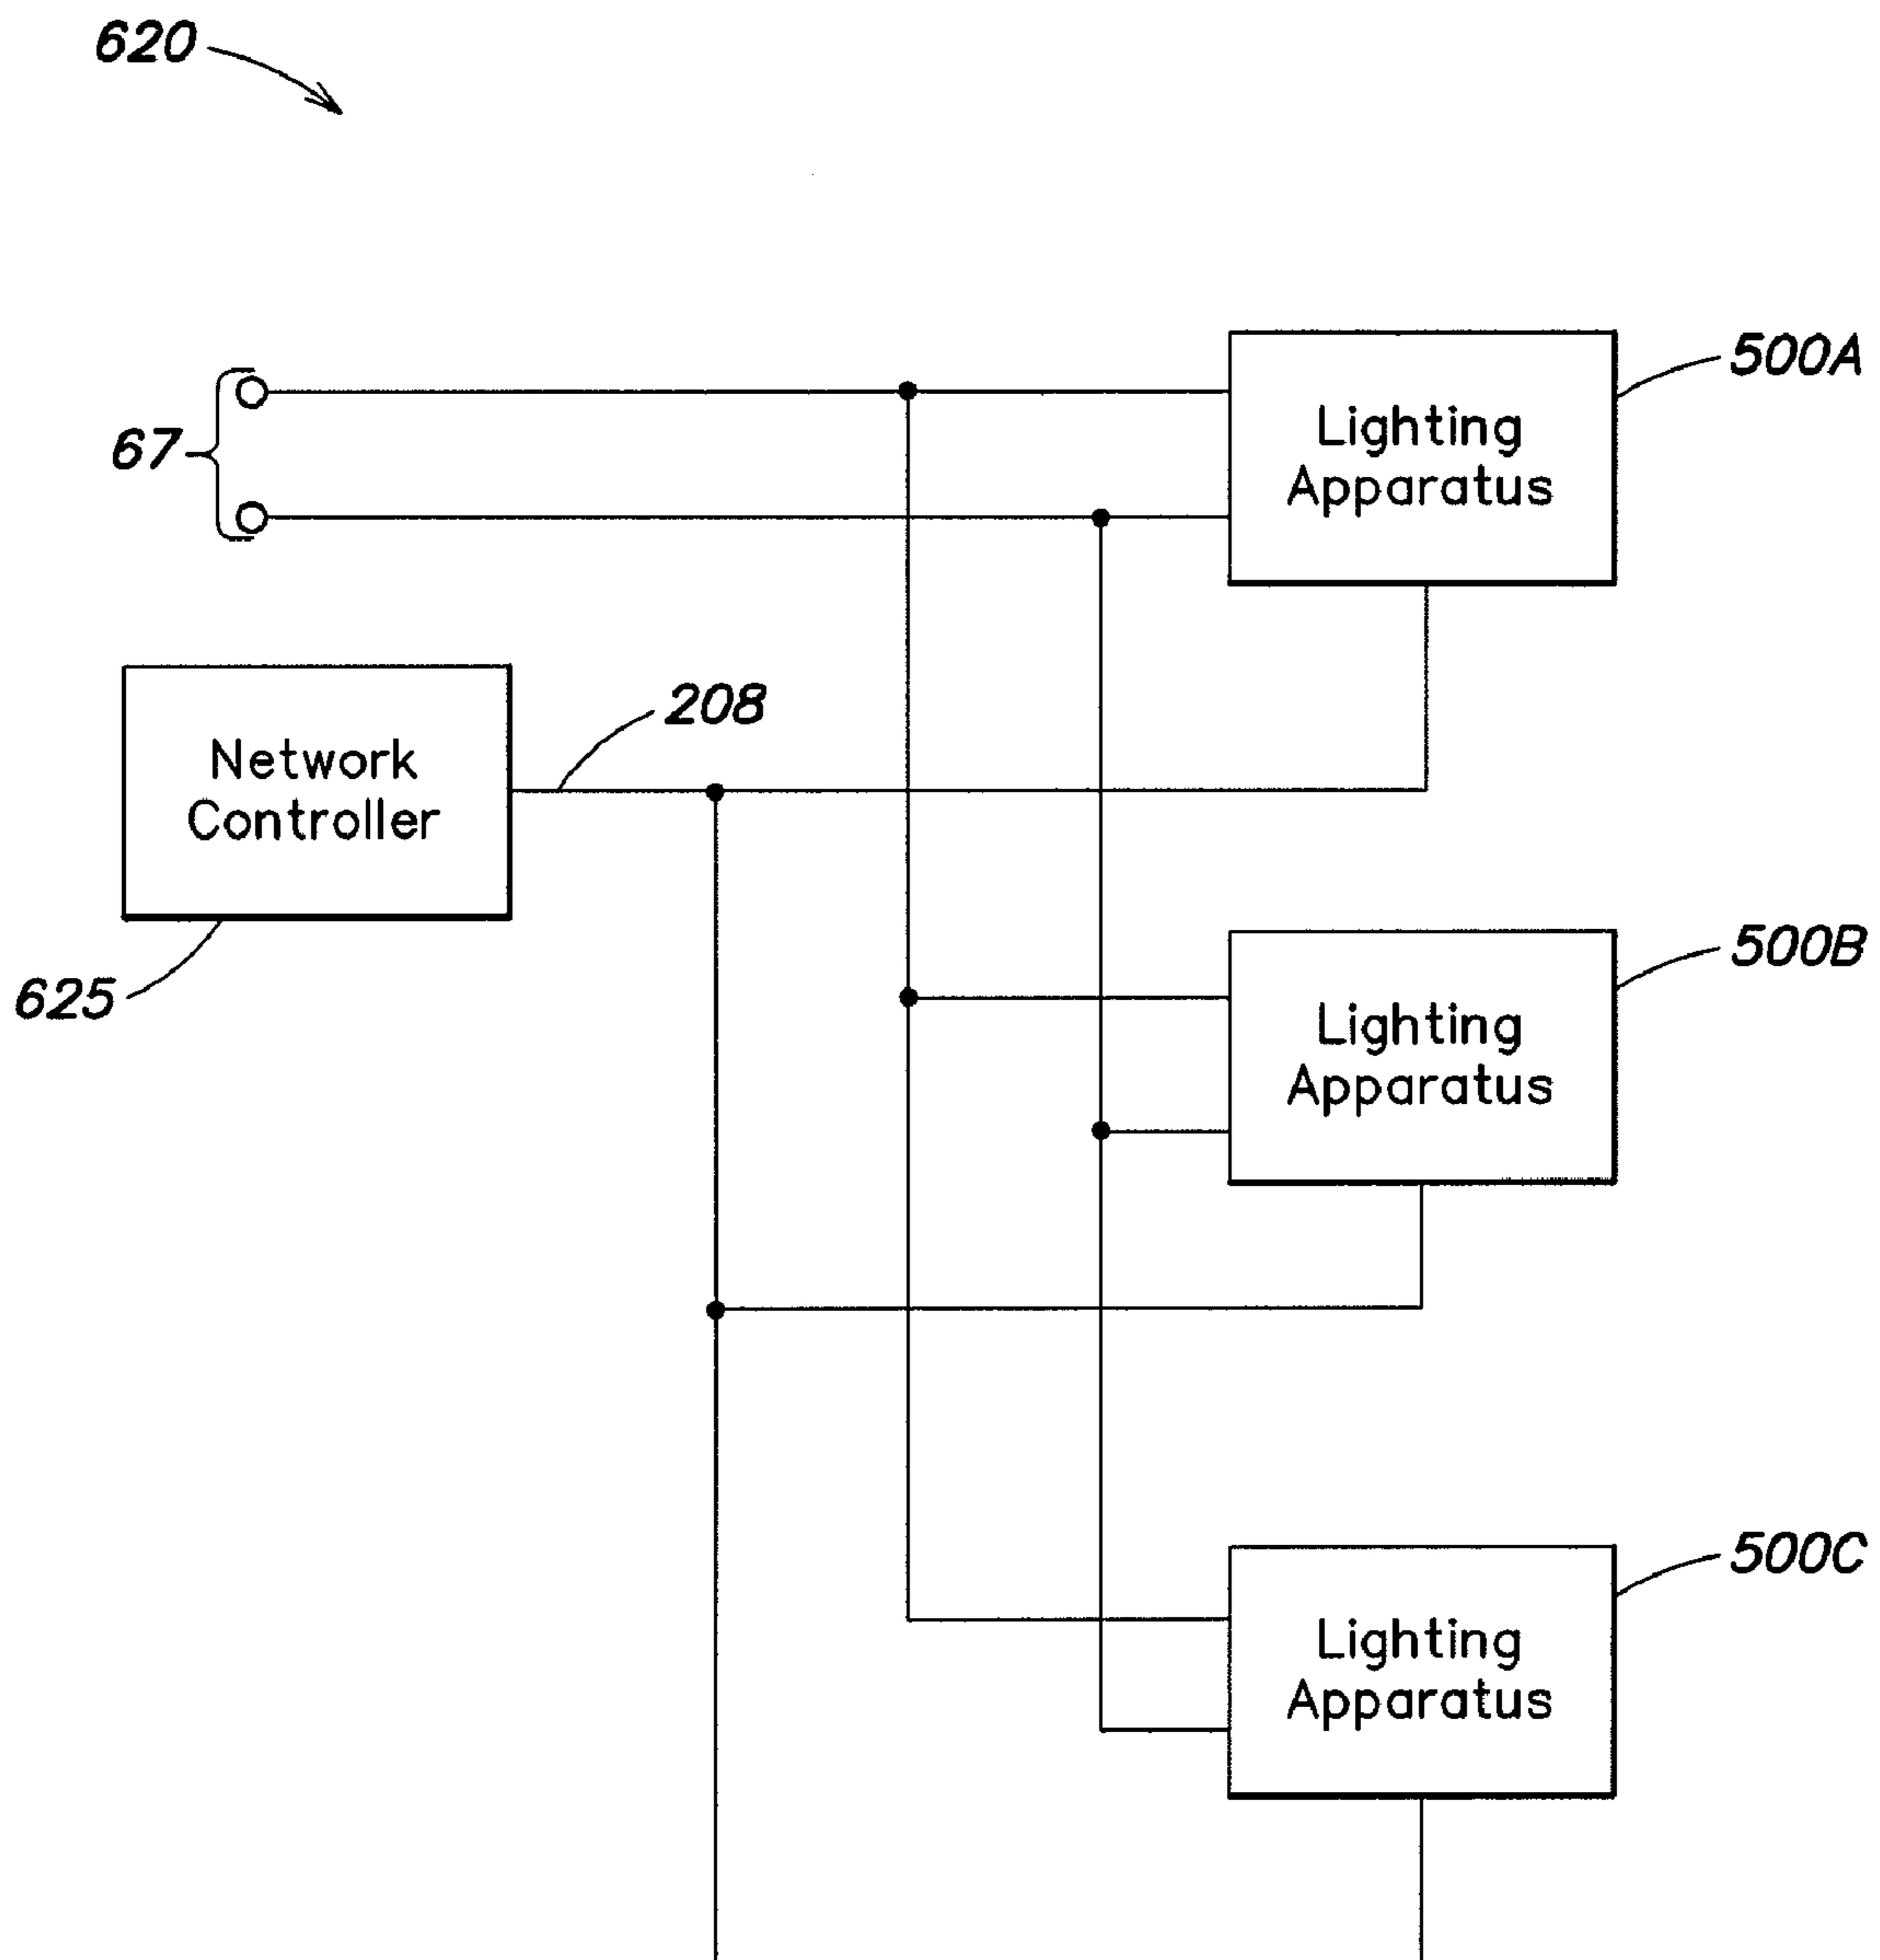 620
500A
Lighting
Apparatus
67
208
Network
Controller
625
500B
Lighting
Apparatus
500C
Lighting
Apparatus